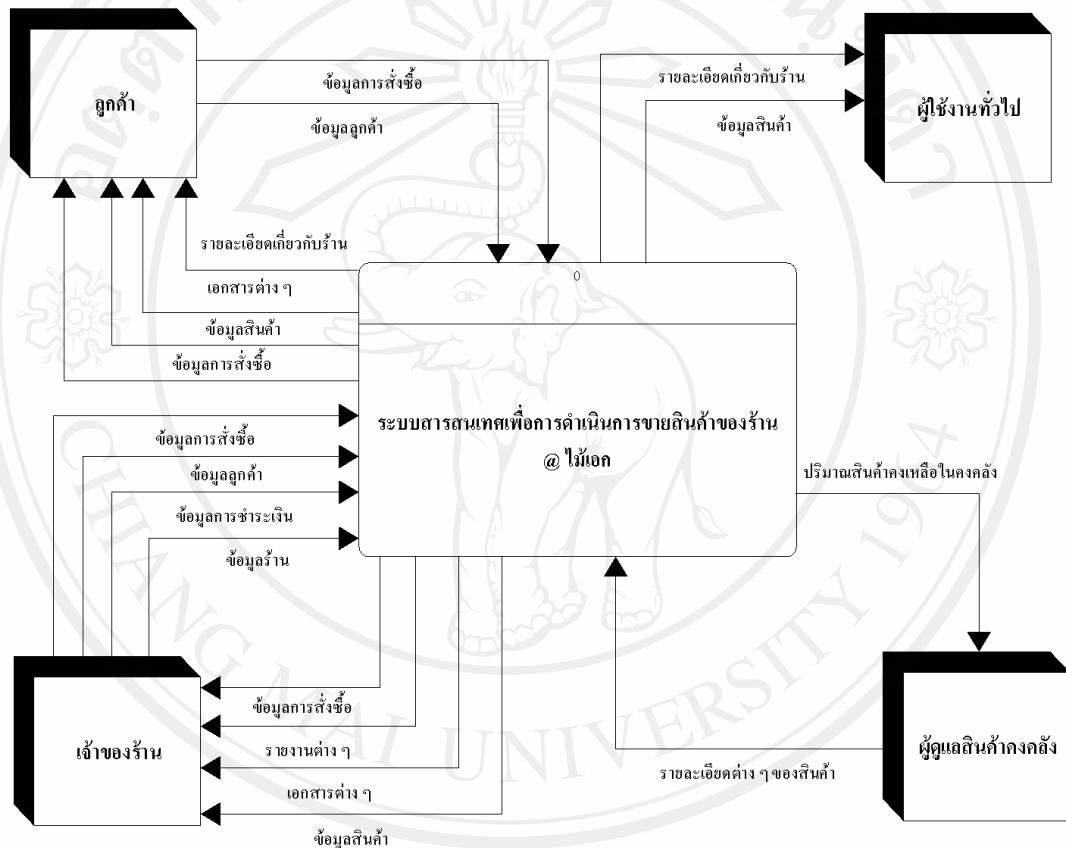 ลูกค้า
ข้อมูลการสั่งซื้อ
ข้อมูลลูกค้า
รายละเอียดเกี่ยวกับร้าน
ข้อมูลสินค้า
ผู้ใช้งานทั่วไป
รายละเอียดเกี่ยวกับร้าน
เอกสารต่าง ๆ
ข้อมูลสินค้า
ข้อมูลการสั่งซื้อ
0
ระบบสารสนเทศเพื่อการดำเนินการขายสินค้าของร้าน
@ ไม้เอก
ข้อมูลการสั่งซื้อ
ข้อมูลลูกค้า
ข้อมูลการชำระเงิน
ข้อมูลร้าน
ปริมาณสินค้าคงเหลือในคงคลัง
เจ้าของร้าน
ข้อมูลการสั่งซื้อ
รายงานต่าง ๆ
เอกสารต่าง ๆ
ข้อมูลสินค้า
รายละเอียดต่าง ๆ ของสินค้า
ผู้ดูแลสินค้าคงคลัง
CHIANG MAI UNIVERSITY 1964